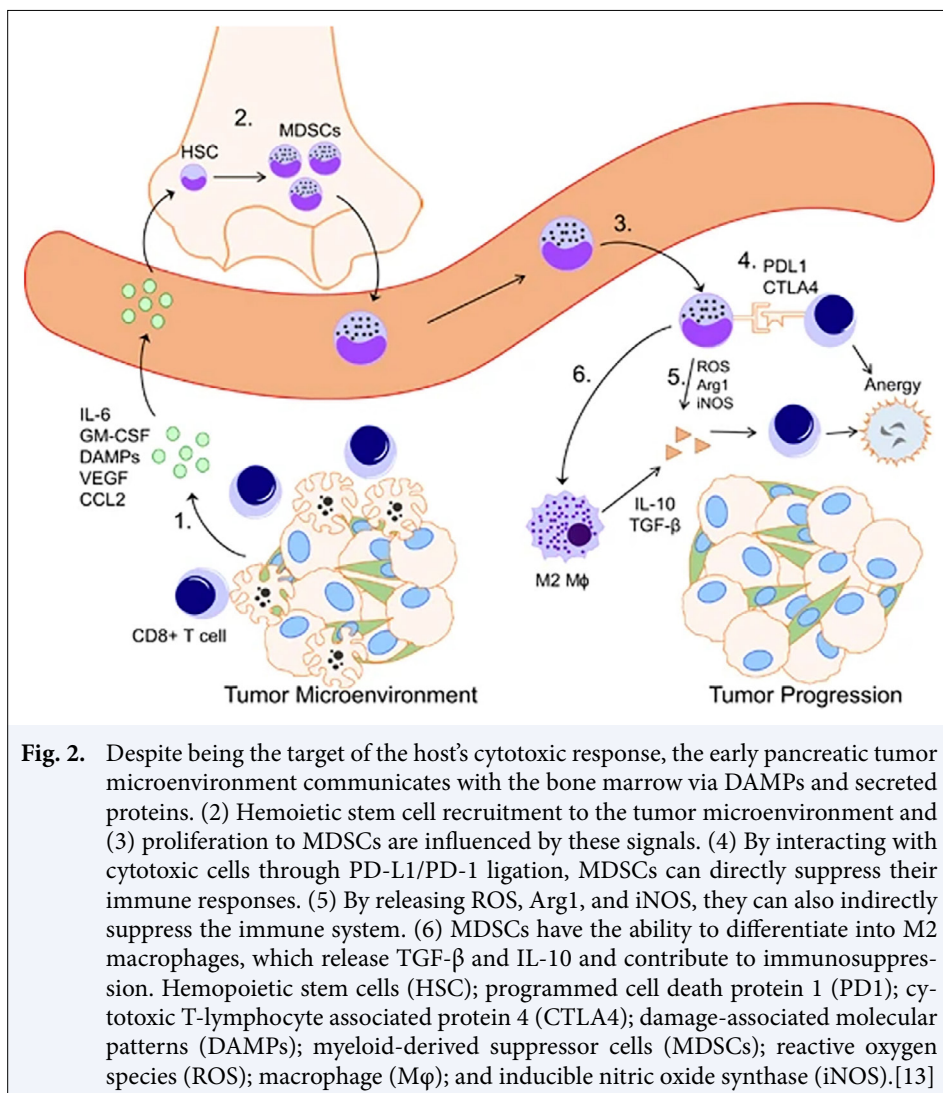 2.
HSC
MDSCs
3.
4. PDL1
CTLA4
6.
5.
ROS
Arg1
iNOS
Anergy
IL-6
GM-CSF
DAMPs
VEGF
CCL2
1.
IL-10
TGF-β
M2 Mϕ
CD8+ T cell
Tumor Microenvironment
Tumor Progression
Fig. 2. Despite being the target of the host's cytotoxic response, the early pancreatic tumor
microenvironment communicates with the bone marrow via DAMPs and secreted
proteins. (2) Hemoietic stem cell recruitment to the tumor microenvironment and
(3) proliferation to MDSCs are influenced by these signals. (4) By interacting with
cytotoxic cells through PD-L1/PD-1 ligation, MDSCs can directly suppress their
immune responses. (5) By releasing ROS, Arg1, and iNOS, they can also indirectly
suppress the immune system. (6) MDSCs have the ability to differentiate into M2
macrophages, which release TGF-β and IL-10 and contribute to immunosuppres-
sion. Hemopoietic stem cells (HSC); programmed cell death protein 1 (PD1); cy-
totoxic T-lymphocyte associated protein 4 (CTLA4); damage-associated molecular
patterns (DAMPs); myeloid-derived suppressor cells (MDSCs); reactive oxygen
species (ROS); macrophage (Mφ); and inducible nitric oxide synthase (iNOS).[13]